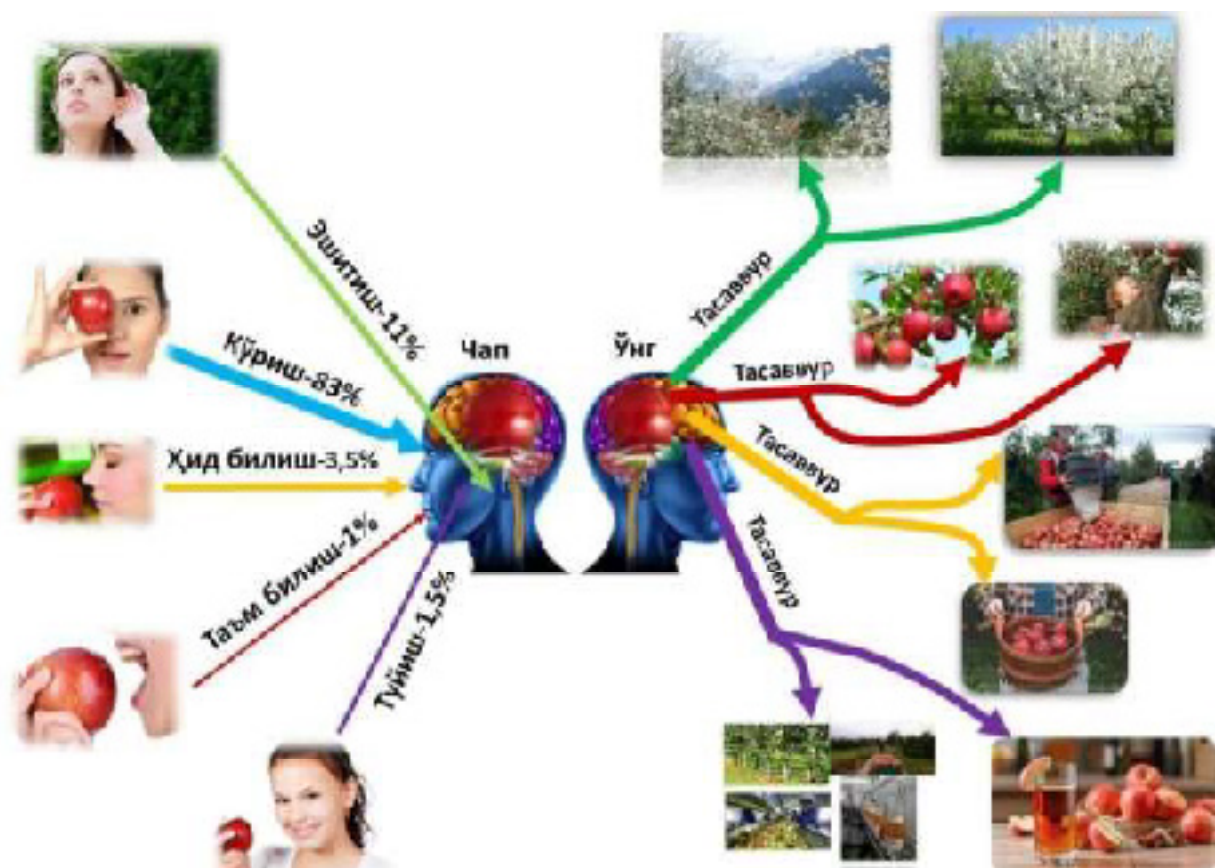 Эшитиш-11%
Кўриш-83%
Ҳид билиш-3,5%
Таъм билиш-1%
Туйиш-1,5%
Чап
Ўнг
Тасаввур
Тасаввур
Тасаввур
Тасаввур